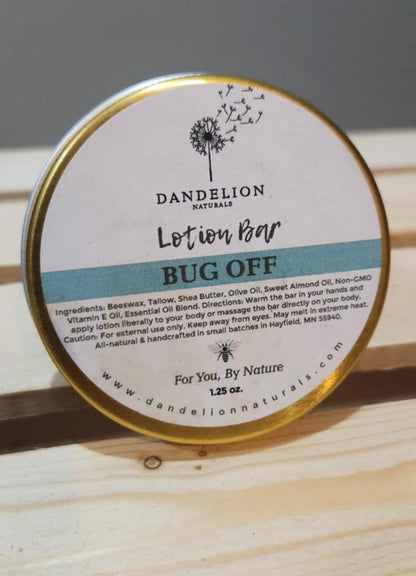 DANDELION
NATURALS
Lotion Bar
BUG OFF
Ingredients: Beeswax, Tallow, Shea Butter, Olive Oil, Sweet Almond Oil, Non-GMO
Vitamin E Oil, Essential Oil Blend. Directions: Warm the bar in your hands and
apply lotion liberally to your body or massage the bar directly on your body.
Caution: For external use only. Keep away from eyes. May melt in extreme heat.
All-natural & handcrafted in small batches in Hayfield, MN 55940.
For You, By Nature
1.25 oz.
www.dandelionnaturals.com